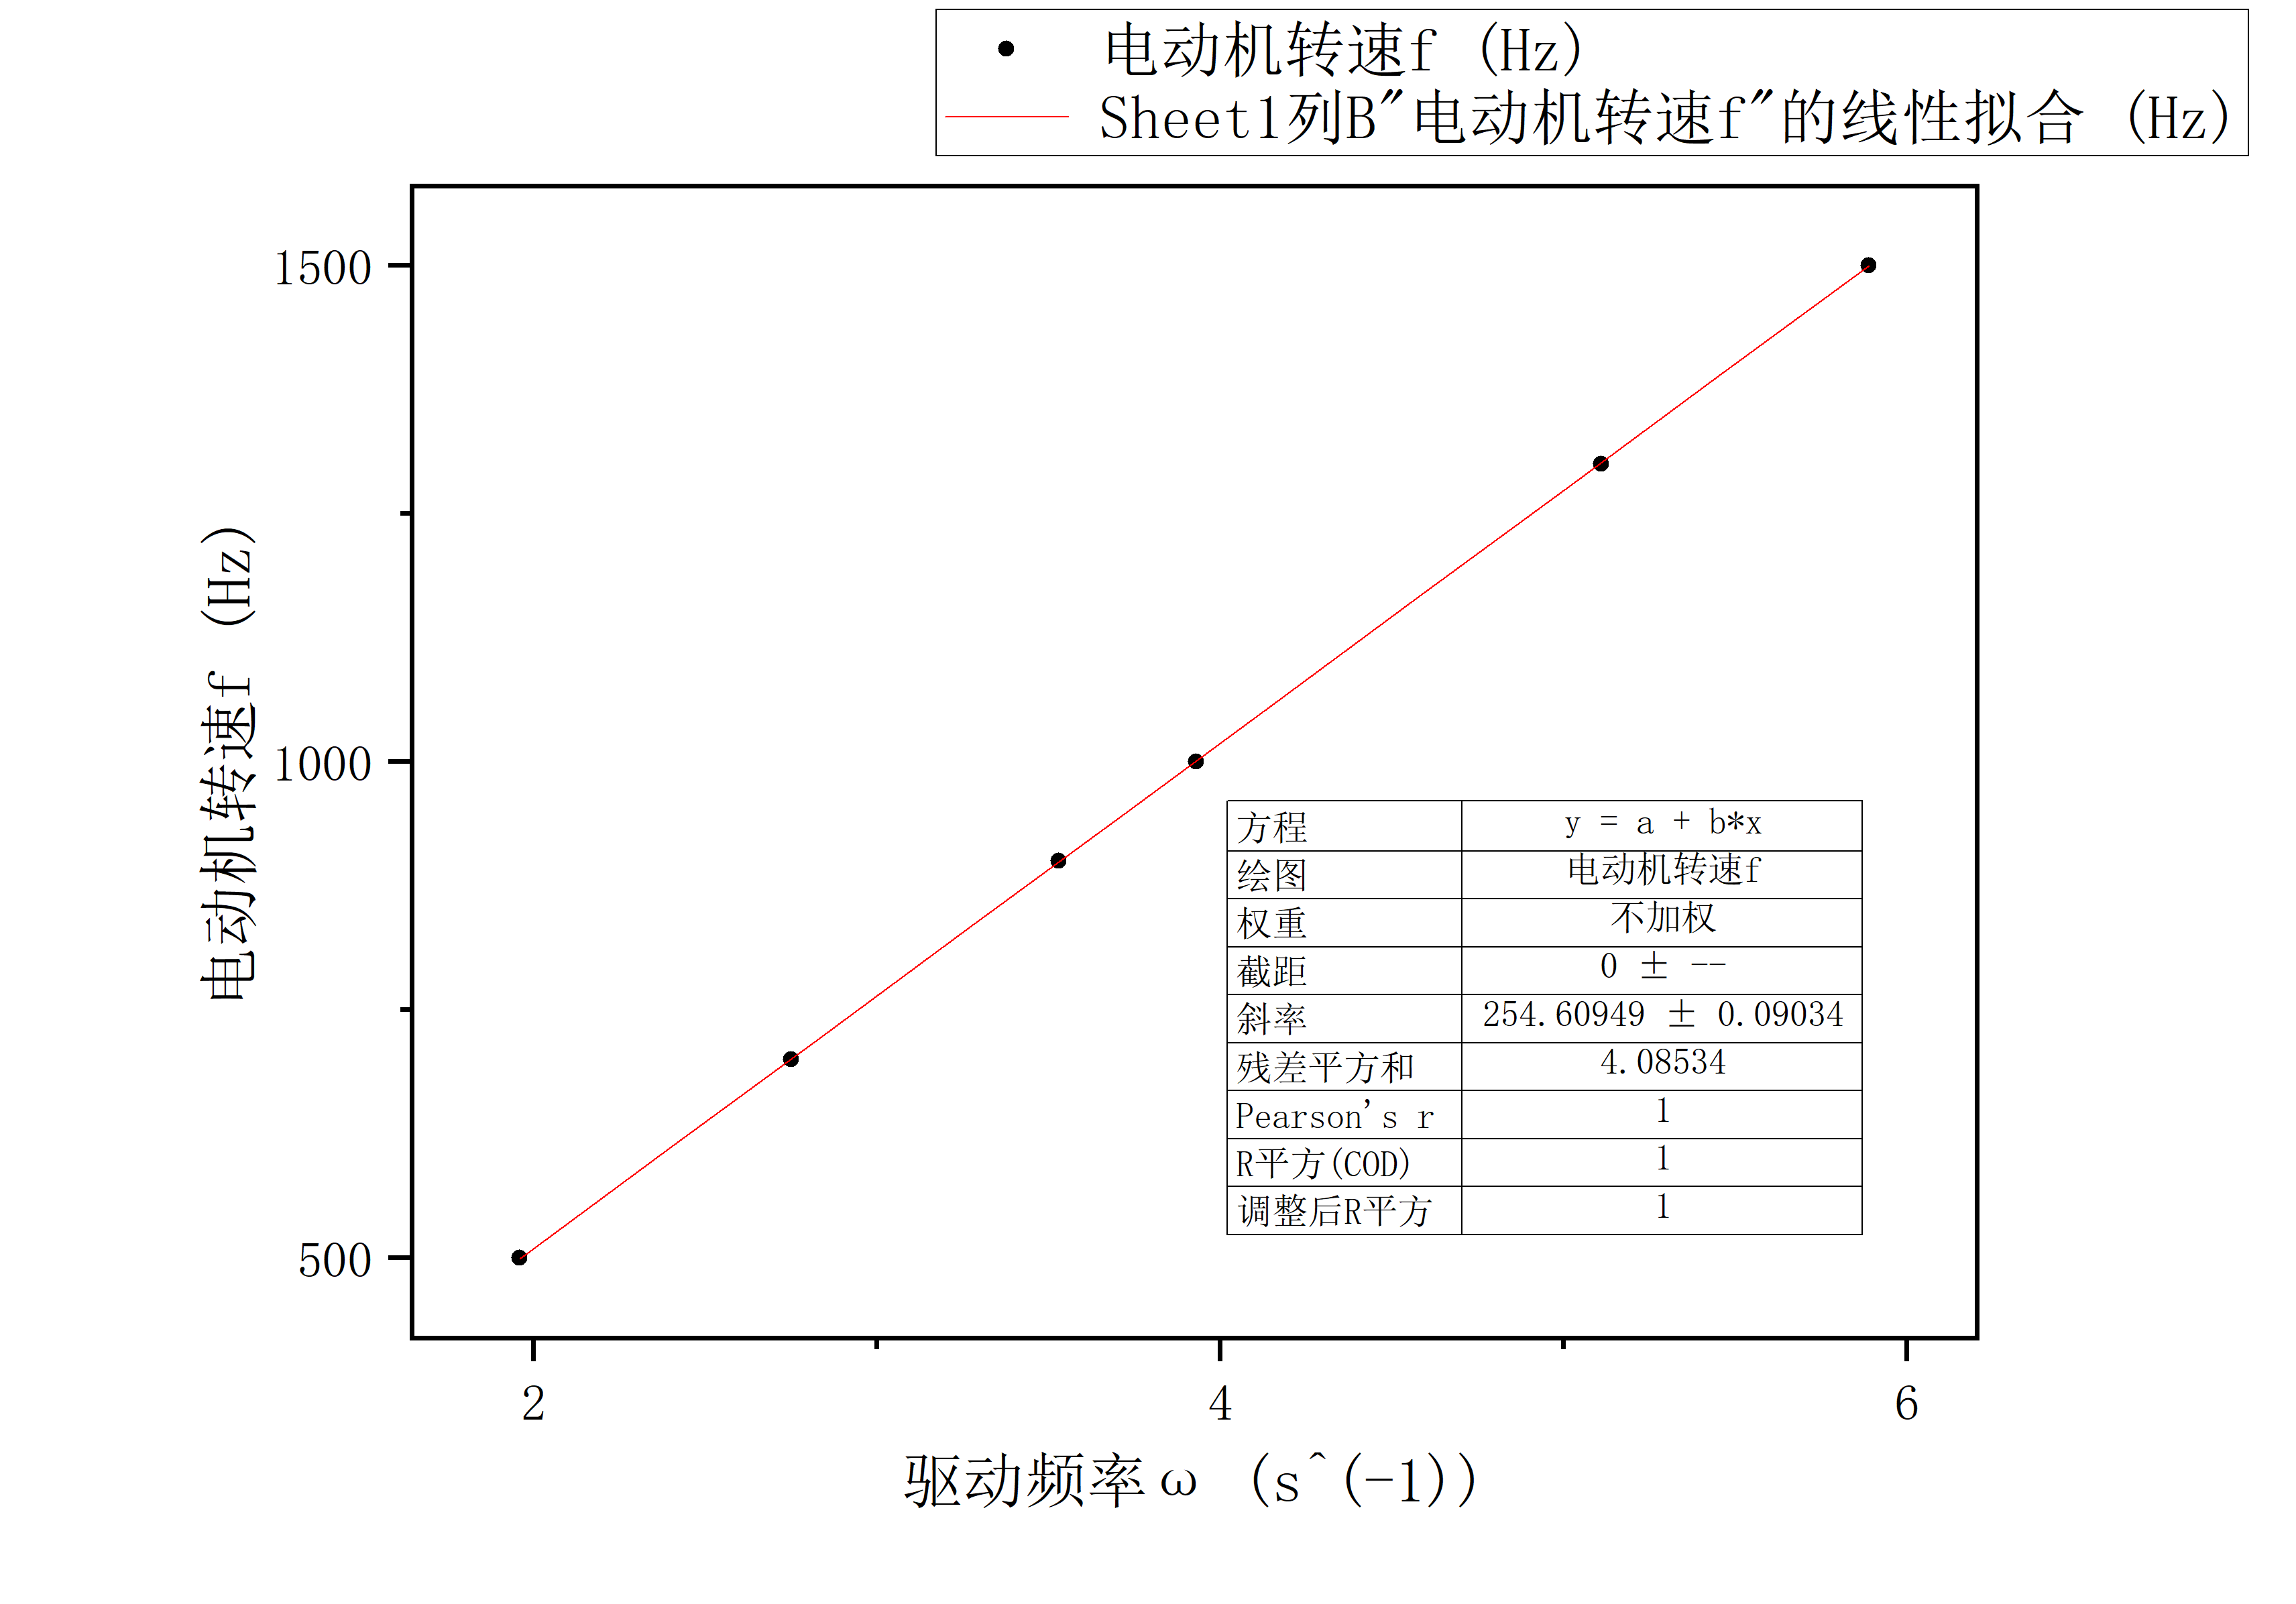 电动机转速f (Hz)
Sheet1列B"电动机转速f"的线性拟合 (Hz)
电动机转速f (Hz)
1500
1000
500
方程 y = a + b*x
绘图 电动机转速f
权重 不加权
截距 0 ± --
斜率 254.60949 ± 0.09034
残差平方和 4.08534
Pearson's r 1
R平方(COD) 1
调整后R平方 1
2 4 6
驱动频率ω (s^(-1))